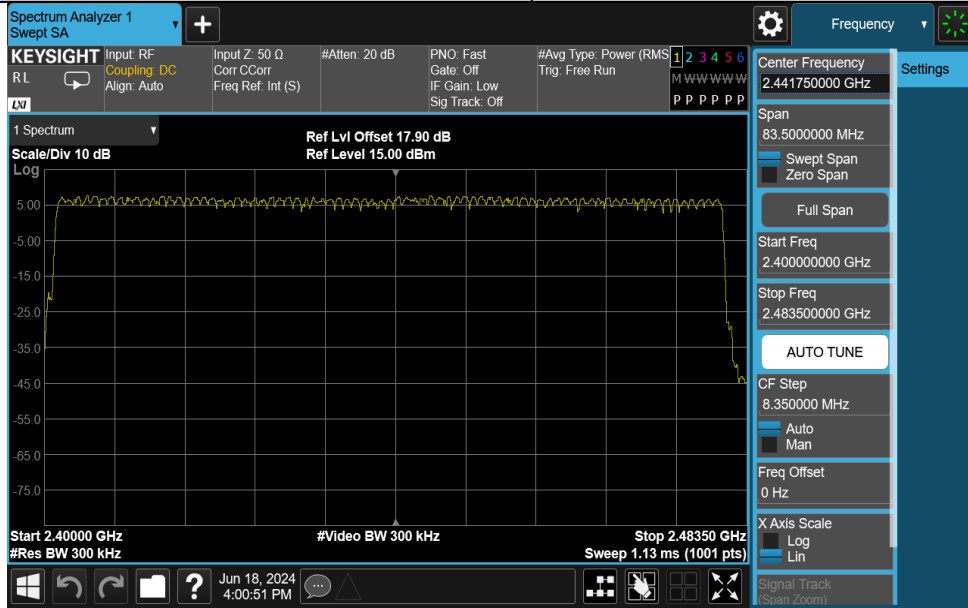 Spectrum Analyzer 1
Swept SA
+
Frequency
KEYSIGHT
RL
LXI
Input: RF
Coupling: DC
Align: Auto
Input Z: 50 Ω
Corr CCorr
Freq Ref: Int (S)
#Atten: 20 dB
PNO: Fast
Gate: Off
IF Gain: Low
Sig Track: Off
#Avg Type: Power (RMS
Trig: Free Run
1 2 3 4 5 6
M W W W W W
P P P P P P
1 Spectrum
Scale/Div 10 dB
Ref Lvl Offset 17.90 dB
Ref Level 15.00 dBm
Log
5.00
-5.00
-15.0
-25.0
-35.0
-45.0
-55.0
-65.0
-75.0
Start 2.40000 GHz
#Video BW 300 kHz
Stop 2.48350 GHz
#Res BW 300 kHz
Sweep 1.13 ms (1001 pts)
Jun 18, 2024
4:00:51 PM
?
Center Frequency
2.441750000 GHz
Settings
Span
83.5000000 MHz
Swept Span
Zero Span
Full Span
Start Freq
2.400000000 GHz
Stop Freq
2.483500000 GHz
AUTO TUNE
CF Step
8.350000 MHz
Auto
Man
Freq Offset
0 Hz
X Axis Scale
Log
Lin
Signal Track
(Span Zoom)